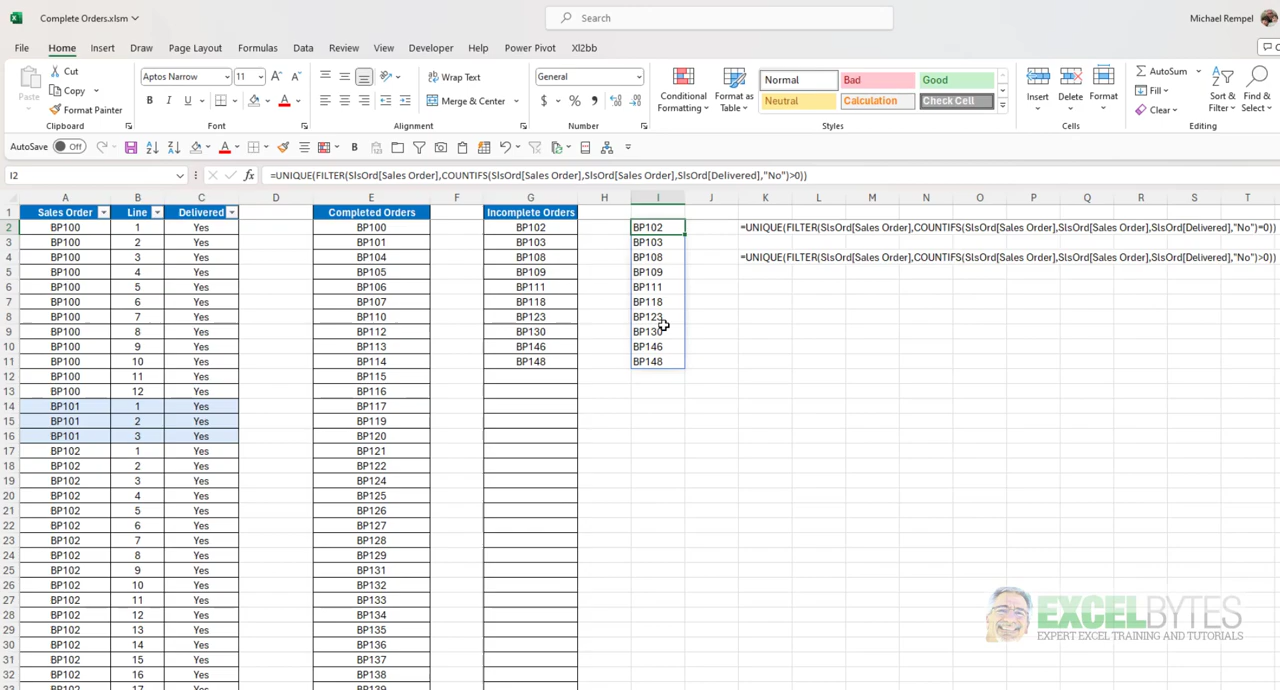 Complete Orders.xlsm
Search
Michael Rempel
File Home Insert Draw Page Layout Formulas Data Review View Developer Help Power Pivot Xl2bb
Paste
Cut
Copy
Format Painter
Clipboard
Aptos Narrow 11
B I U
Font
Wrap Text
Merge & Center
Alignment
General
$ % 9
Number
Conditional Formatting
Format as Table
Normal Bad Good
Neutral Calculation Check Cell
Styles
Insert Delete Format
Cells
AutoSum
Fill
Clear
Sort & Filter
Find & Select
Editing
AutoSave Off
I2 fx =UNIQUE(FILTER(SlsOrd[Sales Order],COUNTIFS(SlsOrd[Sales Order],SlsOrd[Sales Order],SlsOrd[Delivered],"No")>0))
A B C D E F G H I J K L M N O P Q R S T
1 Sales Order Line Delivered Completed Orders Incomplete Orders
2 BP100 1 Yes BP100 BP102 BP102 =UNIQUE(FILTER(SlsOrd[Sales Order],COUNTIFS(SlsOrd[Sales Order],SlsOrd[Sales Order],SlsOrd[Delivered],"No")=0))
3 BP100 2 Yes BP101 BP103 BP103
4 BP100 3 Yes BP104 BP108 BP108 =UNIQUE(FILTER(SlsOrd[Sales Order],COUNTIFS(SlsOrd[Sales Order],SlsOrd[Sales Order],SlsOrd[Delivered],"No")>0))
5 BP100 4 Yes BP105 BP109 BP109
6 BP100 5 Yes BP106 BP111 BP111
7 BP100 6 Yes BP107 BP118 BP118
8 BP100 7 Yes BP110 BP123 BP123
9 BP100 8 Yes BP112 BP130 BP130
10 BP100 9 Yes BP113 BP146 BP146
11 BP100 10 Yes BP114 BP148 BP148
12 BP100 11 Yes BP115
13 BP100 12 Yes BP116
14 BP101 1 Yes BP117
15 BP101 2 Yes BP119
16 BP101 3 Yes BP120
17 BP102 1 Yes BP121
18 BP102 2 Yes BP122
19 BP102 3 Yes BP124
20 BP102 4 Yes BP125
21 BP102 5 Yes BP126
22 BP102 6 Yes BP127
23 BP102 7 Yes BP128
24 BP102 8 Yes BP129
25 BP102 9 Yes BP131
26 BP102 10 Yes BP132
27 BP102 11 Yes BP133
28 BP102 12 Yes BP134
29 BP102 13 Yes BP135
30 BP102 14 Yes BP136
31 BP102 15 Yes BP137
32 BP102 16 Yes BP138
33 BP102 17 Yes BP139
EXCELBYTES
EXPERT EXCEL TRAINING AND TUTORIALS